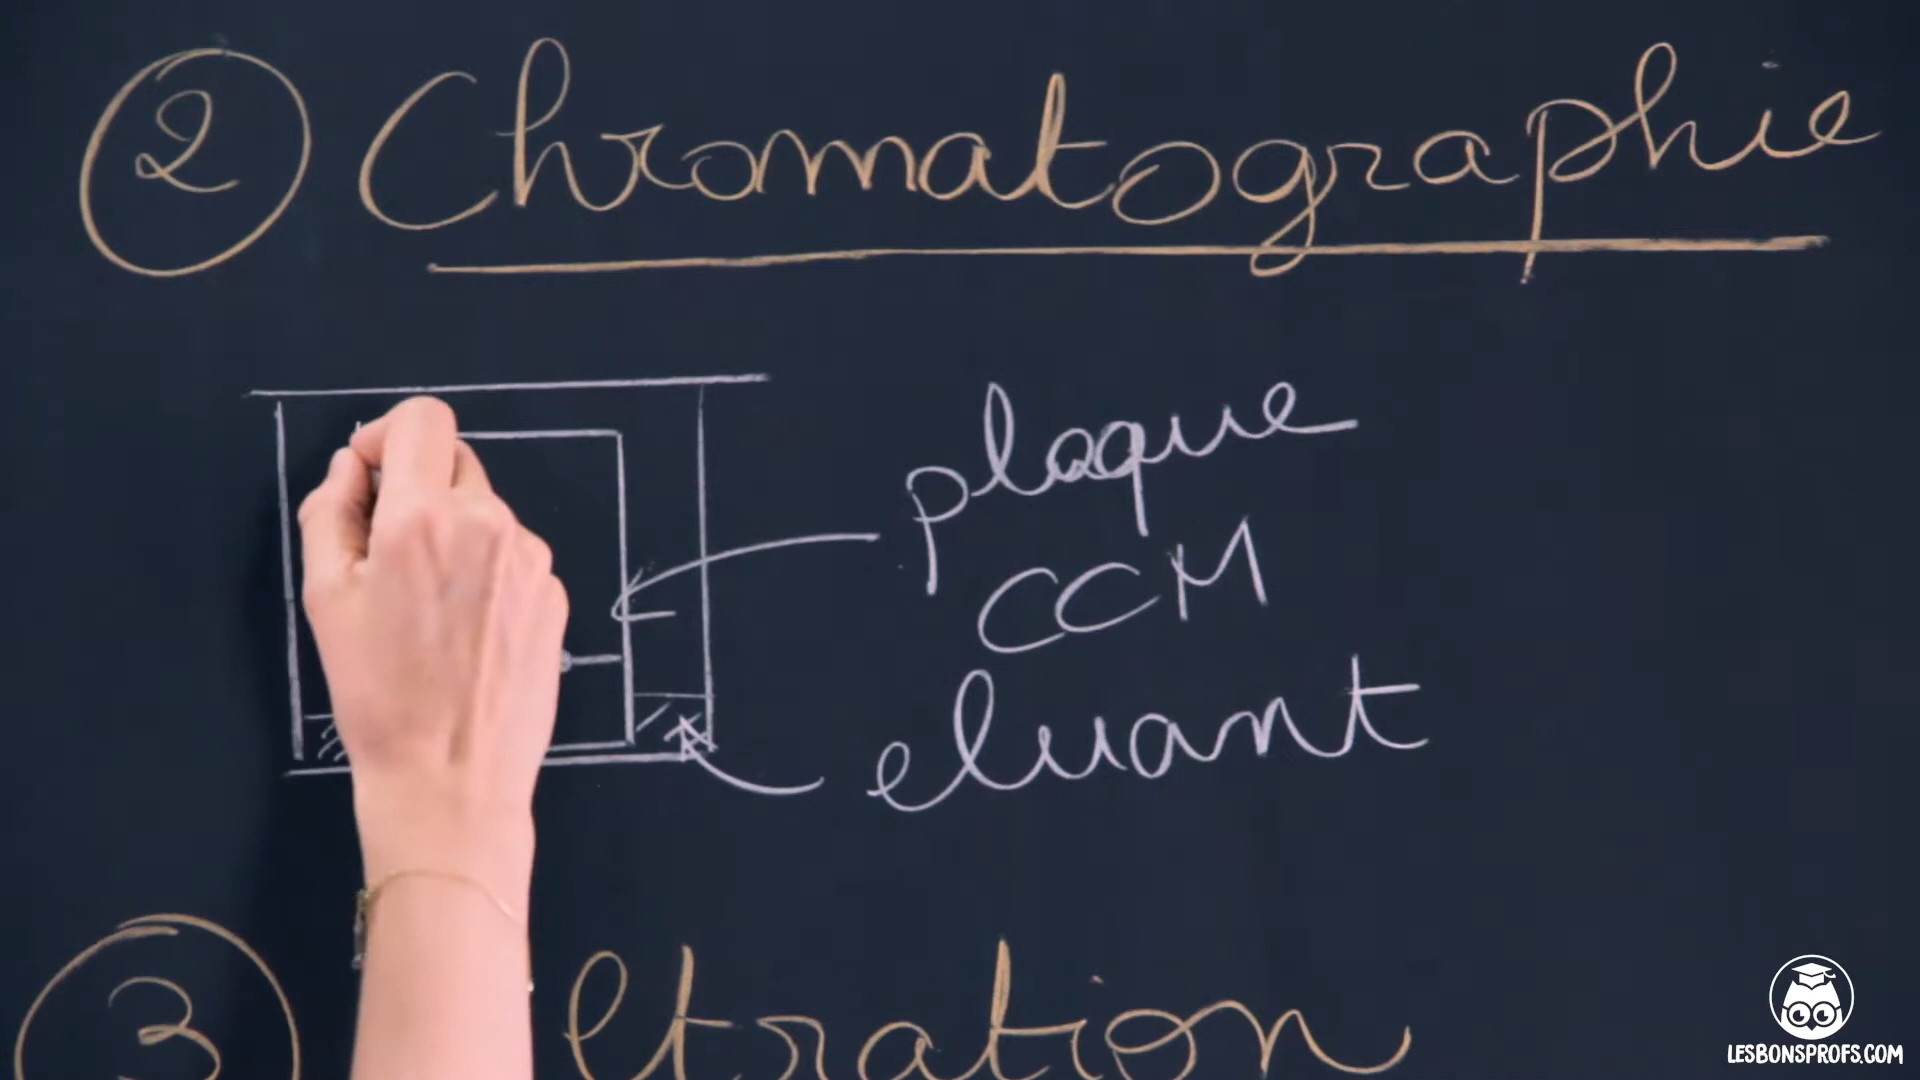 2 Chromatographie
plaque
CCM
eluant
3 ltration
LESBONSPROFS.COM